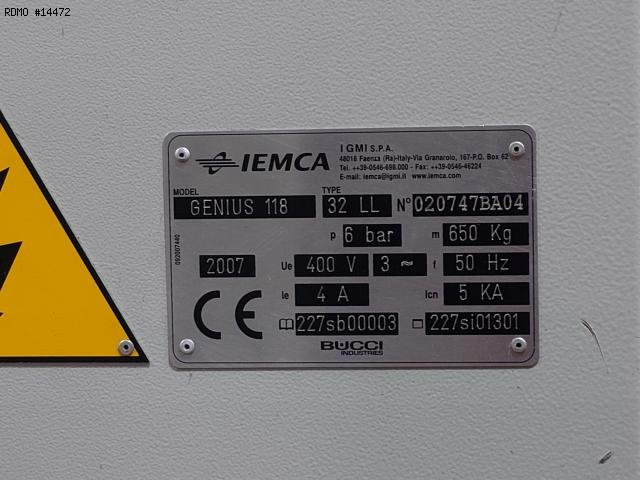 RDMO #14472
IEMCA
I GMI S.P.A.
48018 Faenza (Ra)-Italy-Via Granarolo, 167-P.O. Box 62
Tel.: ++39-0546-698.000 - Fax: ++39-0546-46224
E-mail: iemca@igmi.it www.iemca.com
MODEL GENIUS 118 TYPE 32 LL N° 020747BA04
p 6 bar m 650 Kg
2007 Ue 400 V 3 ~ f 50 Hz
Ie 4 A Icn 5 KA
CE
227sb00003 227si01301
BUCCI
INDUSTRIES
092007440